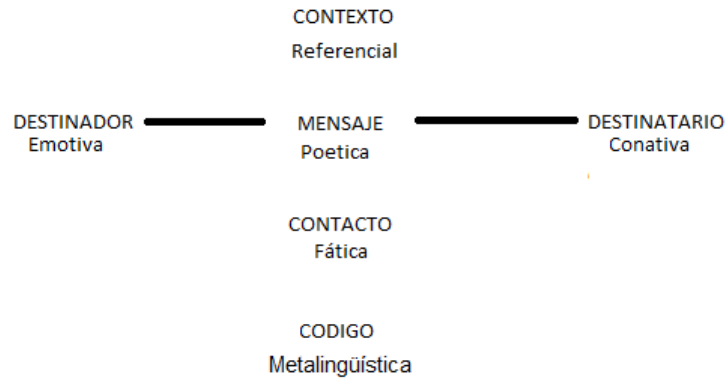 CONTEXTO
Referencial
DESTINADOR MENSAJE DESTINATARIO
Emotiva Poetica Conativa
CONTACTO
Fática
CODIGO
Metalingüística